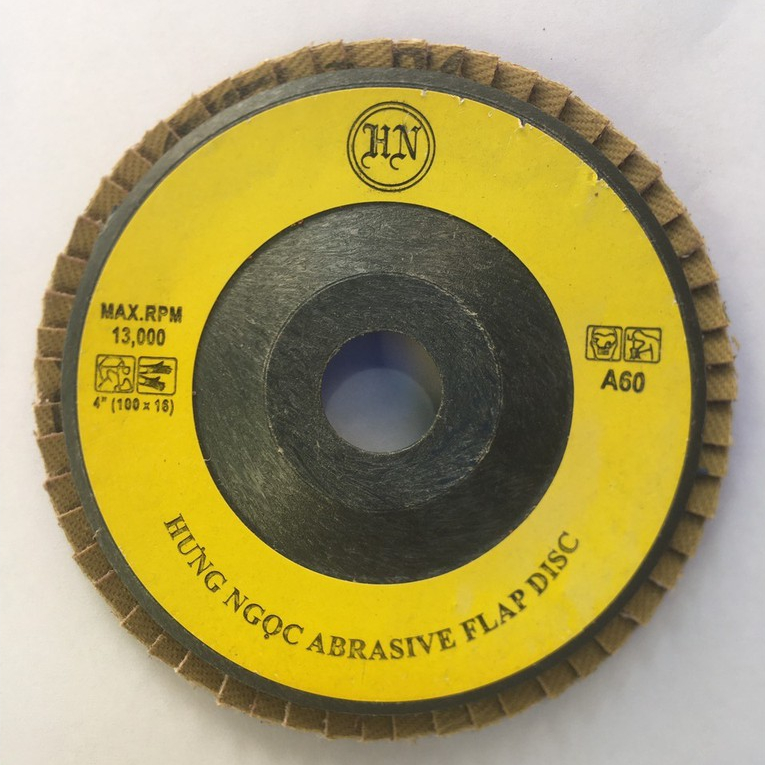 HN
MAX.RPM
13,000
4" (100 x 16)
A60
HƯNG NGỌC ABRASIVE FLAP DISC